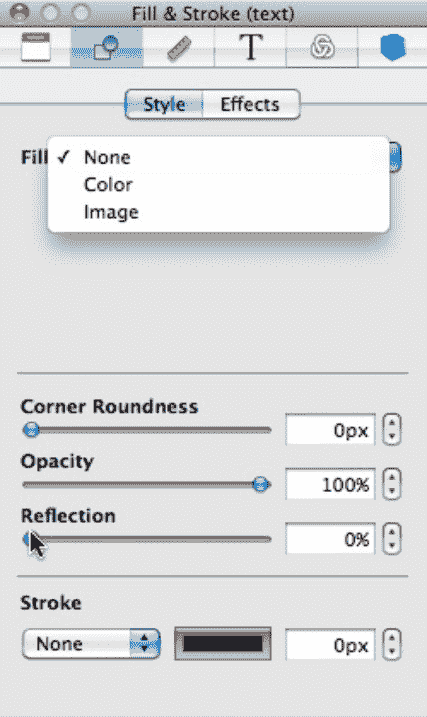 Fill & Stroke (text)
T
Style Effects
Fill ✓ None
Color
Image
Corner Roundness
0px
Opacity
100%
Reflection
0%
Stroke
None 0px